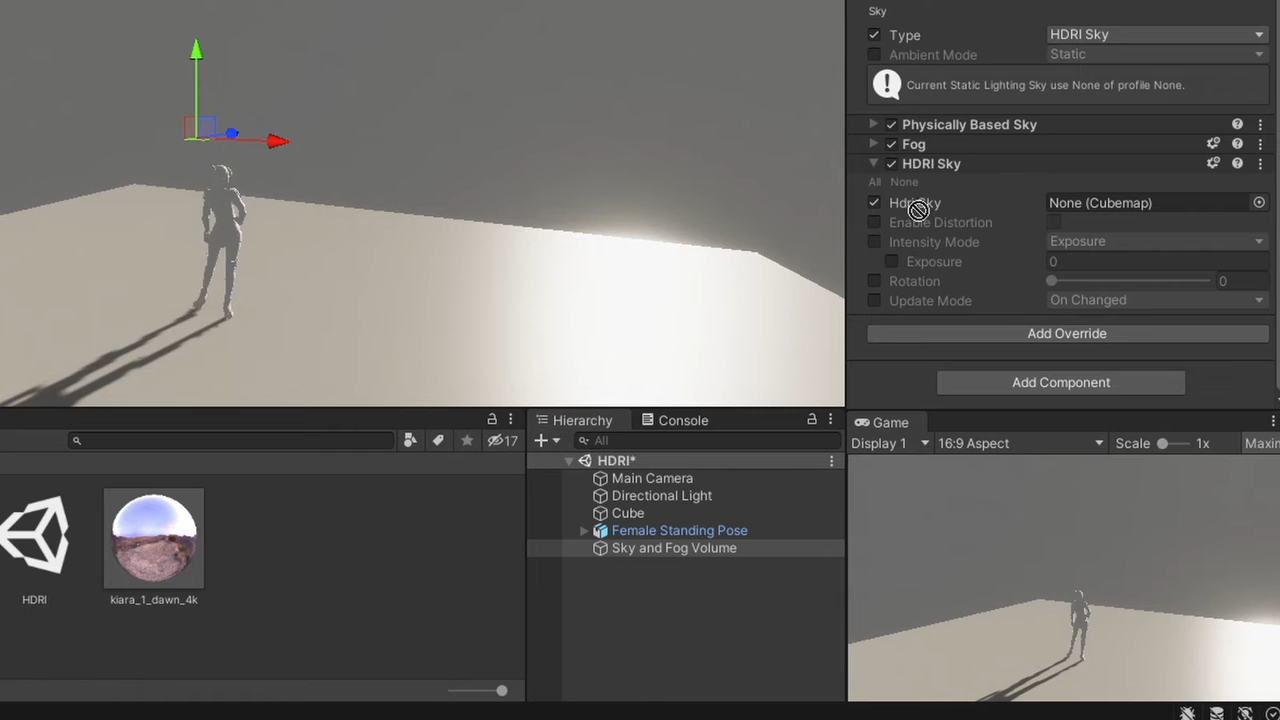 Sky
Type HDRI Sky
Ambient Mode Static
Current Static Lighting Sky use None of profile None.
Physically Based Sky
Fog
HDRI Sky
All None
Hdri Sky None (Cubemap)
Enable Distortion
Intensity Mode Exposure
Exposure 0
Rotation 0
Update Mode On Changed
Add Override
Add Component
Hierarchy Console
17
All
HDRI*
Main Camera
Directional Light
Cube
Female Standing Pose
Sky and Fog Volume
HDRI
kiara_1_dawn_4k
Game
Display 1 16:9 Aspect Scale 1x Maxin